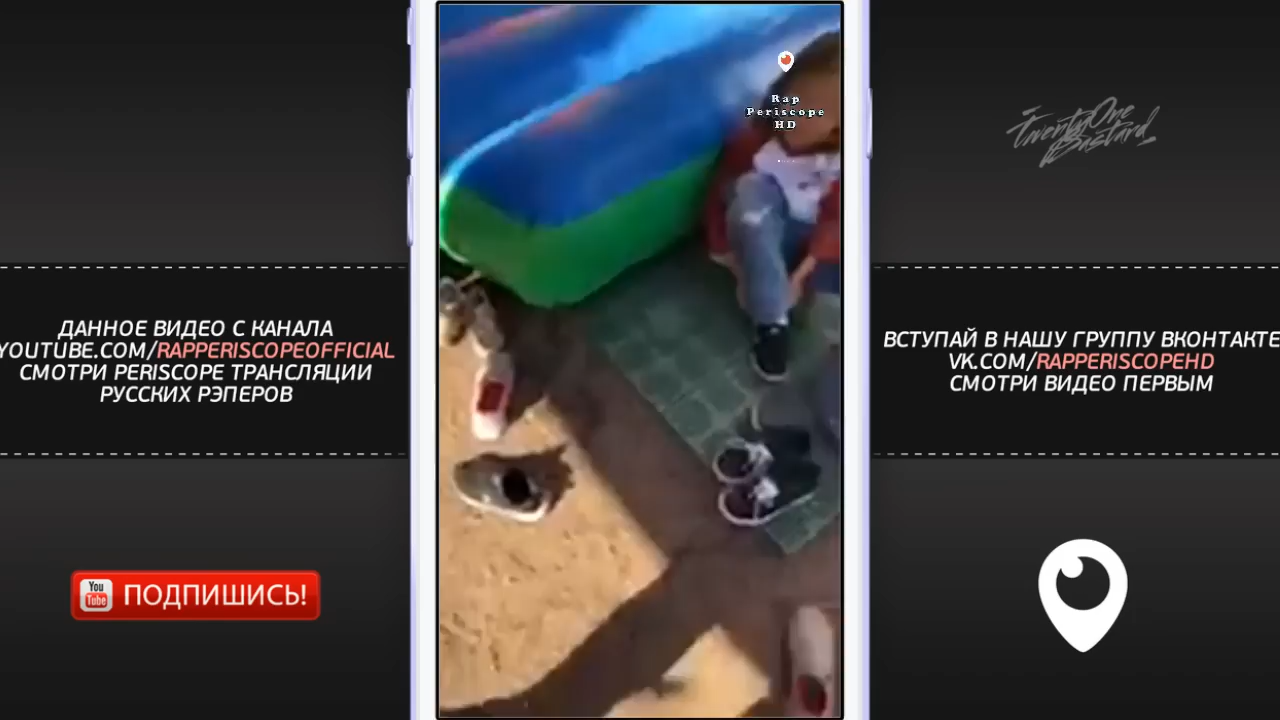 ДАННОЕ ВИДЕО С КАНАЛА
YOUTUBE.COM/RAPPERISCOPEOFFICIAL
СМОТРИ PERISCOPE ТРАНСЛЯЦИИ
РУССКИХ РЭПЕРОВ
You
Tube
ПОДПИШИСЬ!
Rap
Periscope
HD
TwentyOne
Bastard
ВСТУПАЙ В НАШУ ГРУППУ ВКОНТАКТЕ
VK.COM/RAPPERISCOPEHD
СМОТРИ ВИДЕО ПЕРВЫМ